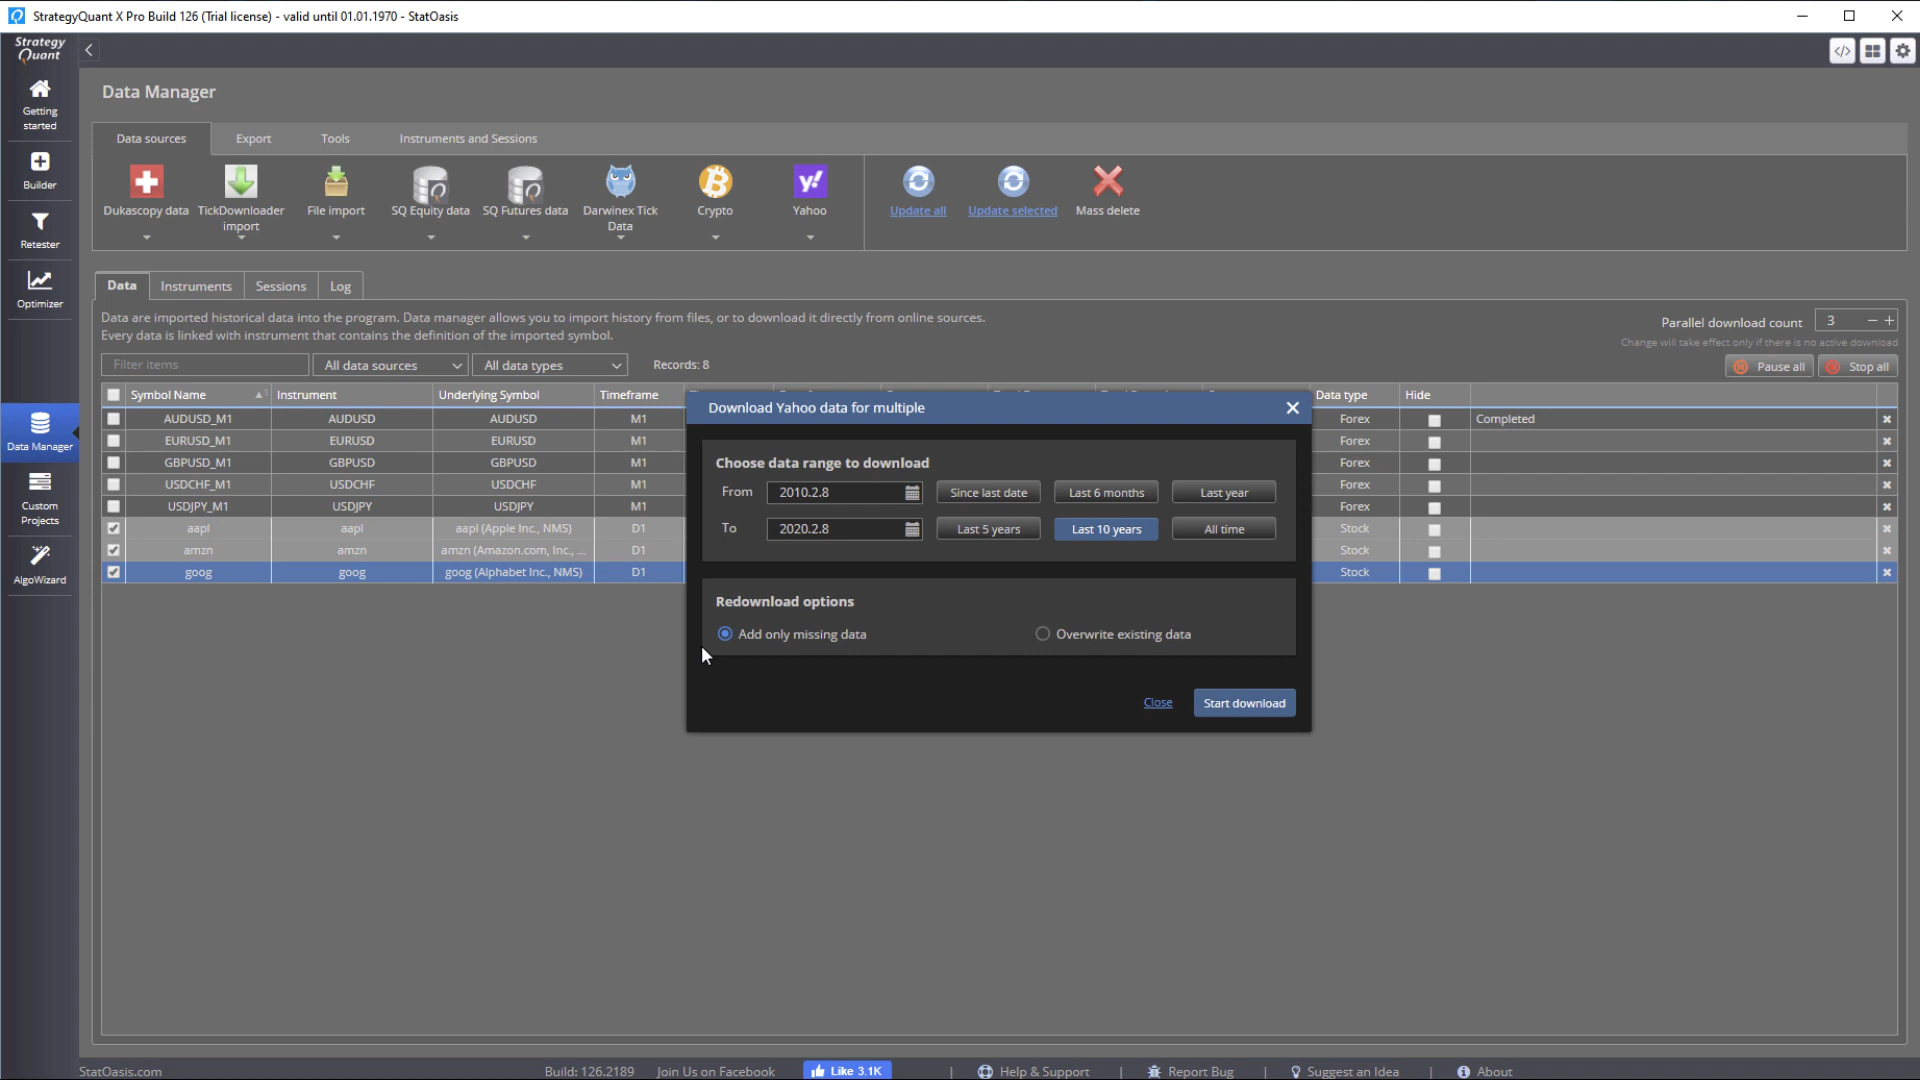 StrategyQuant X Pro Build 126 (Trial license) - valid until 01.01.1970 - StatOasis
Strategy
Quant
Getting
started
Builder
Retester
Optimizer
Data Manager
Custom
Projects
AlgoWizard
Data Manager
Data sources Export Tools Instruments and Sessions
Dukascopy data
TickDownloader
import
File import
SQ Equity data
SQ Futures data
Darwinex Tick
Data
Crypto
y!
Yahoo
Update all
Update selected
Mass delete
Data Instruments Sessions Log
Data are imported historical data into the program. Data manager allows you to import history from files, or to download it directly from online sources.
Every data is linked with instrument that contains the definition of the imported symbol.
Parallel download count 3 − +
Change will take effect only if there is no active download
Filter items All data sources All data types Records: 8
Pause all Stop all
Symbol Name Instrument Underlying Symbol Timeframe Data type Hide
AUDUSD_M1 AUDUSD AUDUSD M1 Forex Completed
EURUSD_M1 EURUSD EURUSD M1 Forex
GBPUSD_M1 GBPUSD GBPUSD M1 Forex
USDCHF_M1 USDCHF USDCHF M1 Forex
USDJPY_M1 USDJPY USDJPY M1 Forex
aapl aapl aapl (Apple Inc., NMS) D1 Stock
amzn amzn amzn (Amazon.com, Inc., ... D1 Stock
goog goog goog (Alphabet Inc., NMS) D1 Stock
Download Yahoo data for multiple
Choose data range to download
From 2010.2.8 Since last date Last 6 months Last year
To 2020.2.8 Last 5 years Last 10 years All time
Redownload options
Add only missing data Overwrite existing data
Close Start download
StatOasis.com Build: 126.2189 Join Us on Facebook Like 3.1K | Help & Support | Report Bug | Suggest an Idea | About